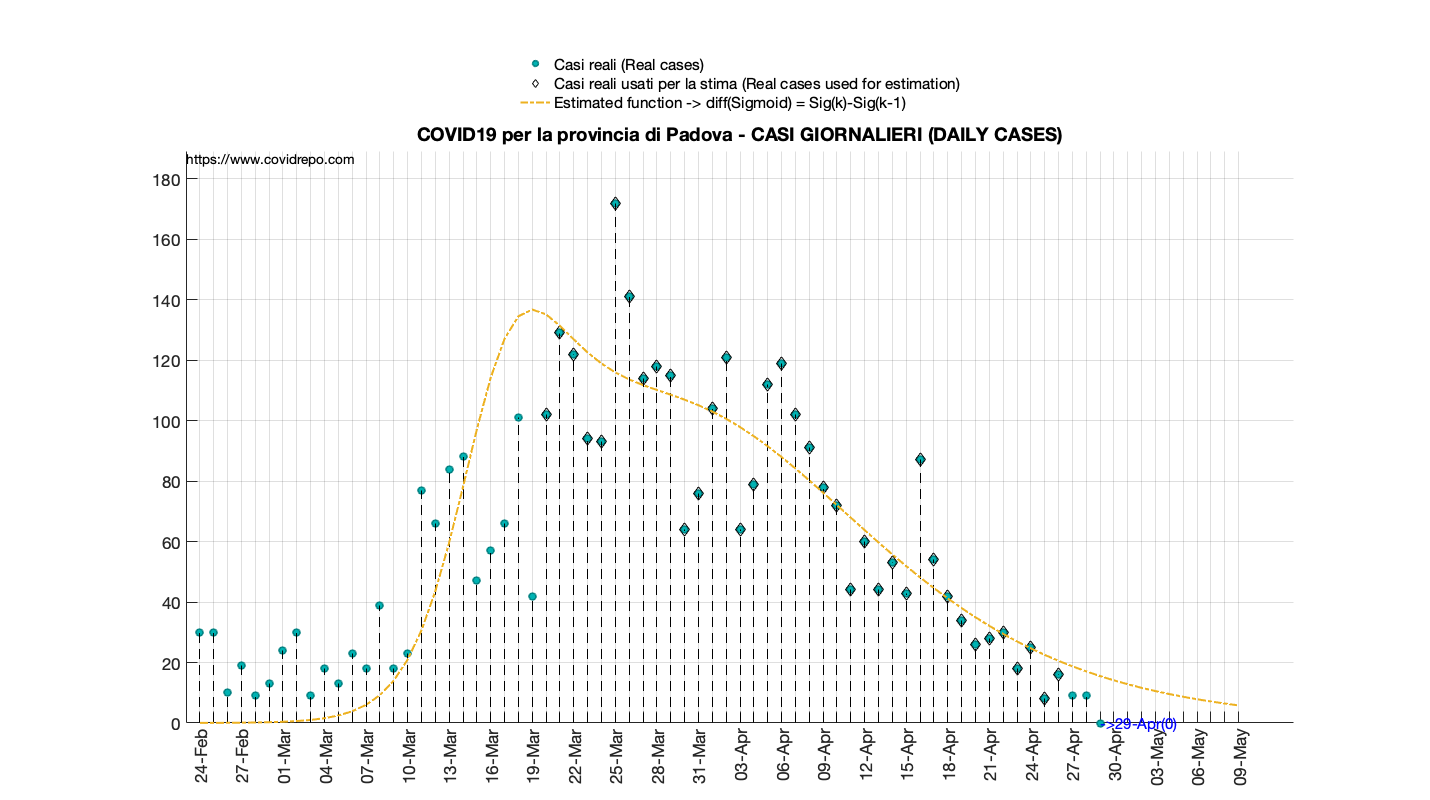 Casi reali (Real cases)
Casi reali usati per la stima (Real cases used for estimation)
Estimated function -> diff(Sigmoid) = Sig(k)-Sig(k-1)
COVID19 per la provincia di Padova - CASI GIORNALIERI (DAILY CASES)
https://www.covidrepo.com
180
160
140
120
100
80
60
40
20
0
->29-Apr(0)
24-Feb
27-Feb
01-Mar
04-Mar
07-Mar
10-Mar
13-Mar
16-Mar
19-Mar
22-Mar
25-Mar
28-Mar
31-Mar
03-Apr
06-Apr
09-Apr
12-Apr
15-Apr
18-Apr
21-Apr
24-Apr
27-Apr
30-Apr
03-May
06-May
09-May